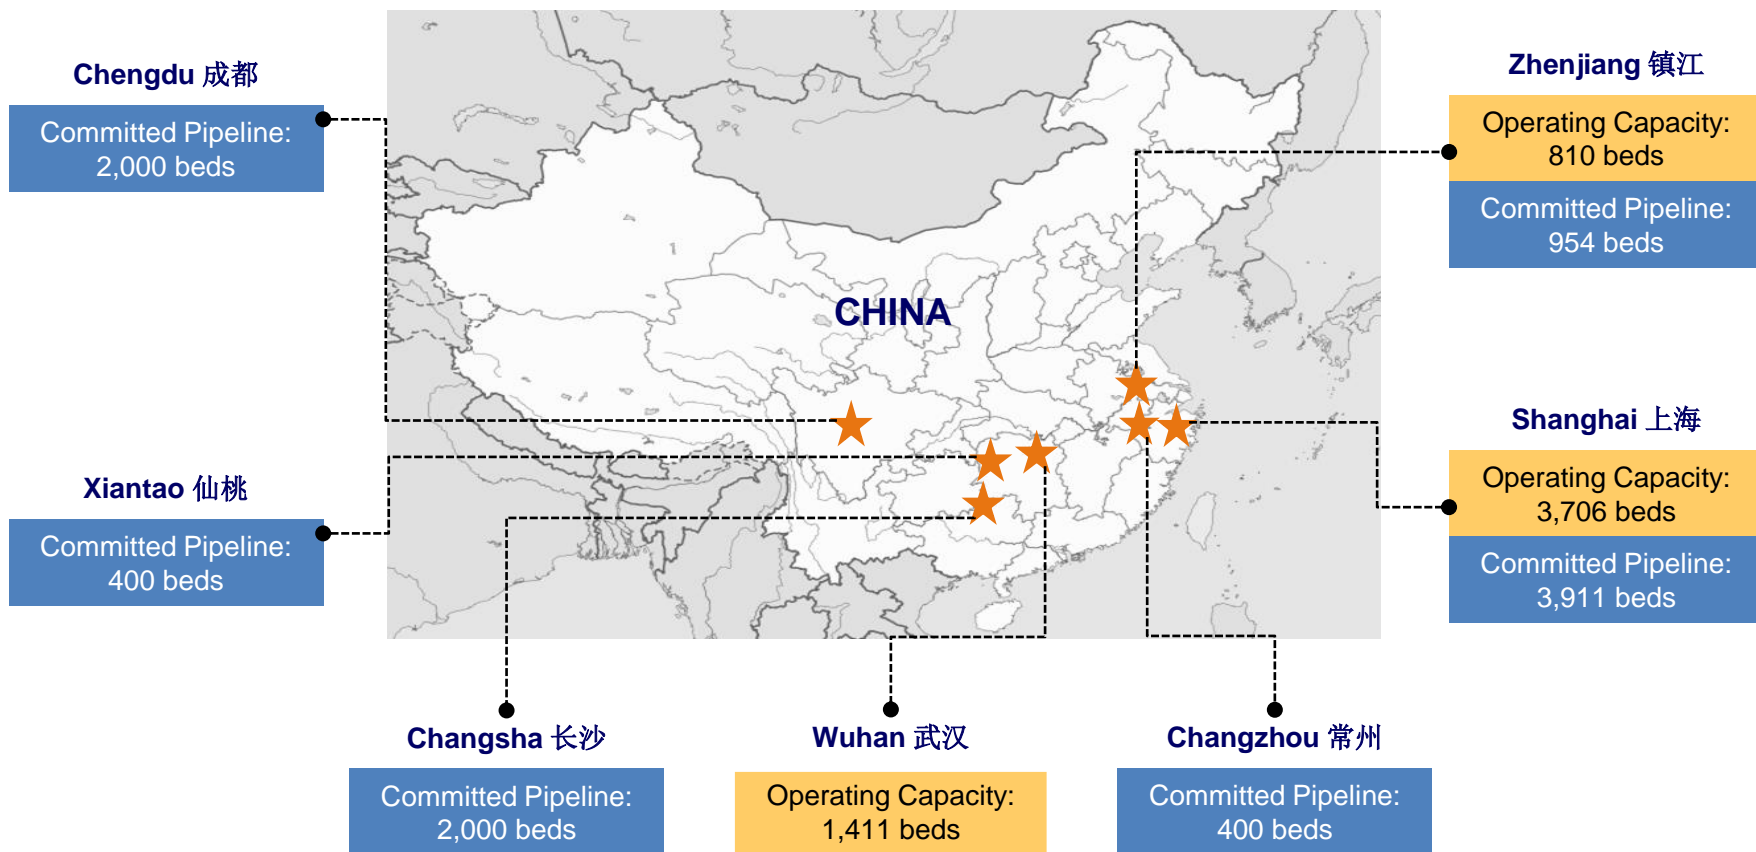 Chengdu 成都
Committed Pipeline:
2,000 beds
Zhenjiang 镇江
Operating Capacity:
810 beds
Committed Pipeline:
954 beds
CHINA
Xiantao 仙桃
Committed Pipeline:
400 beds
Shanghai 上海
Operating Capacity:
3,706 beds
Committed Pipeline:
3,911 beds
Changsha 长沙
Committed Pipeline:
2,000 beds
Wuhan 武汉
Operating Capacity:
1,411 beds
Changzhou 常州
Committed Pipeline:
400 beds